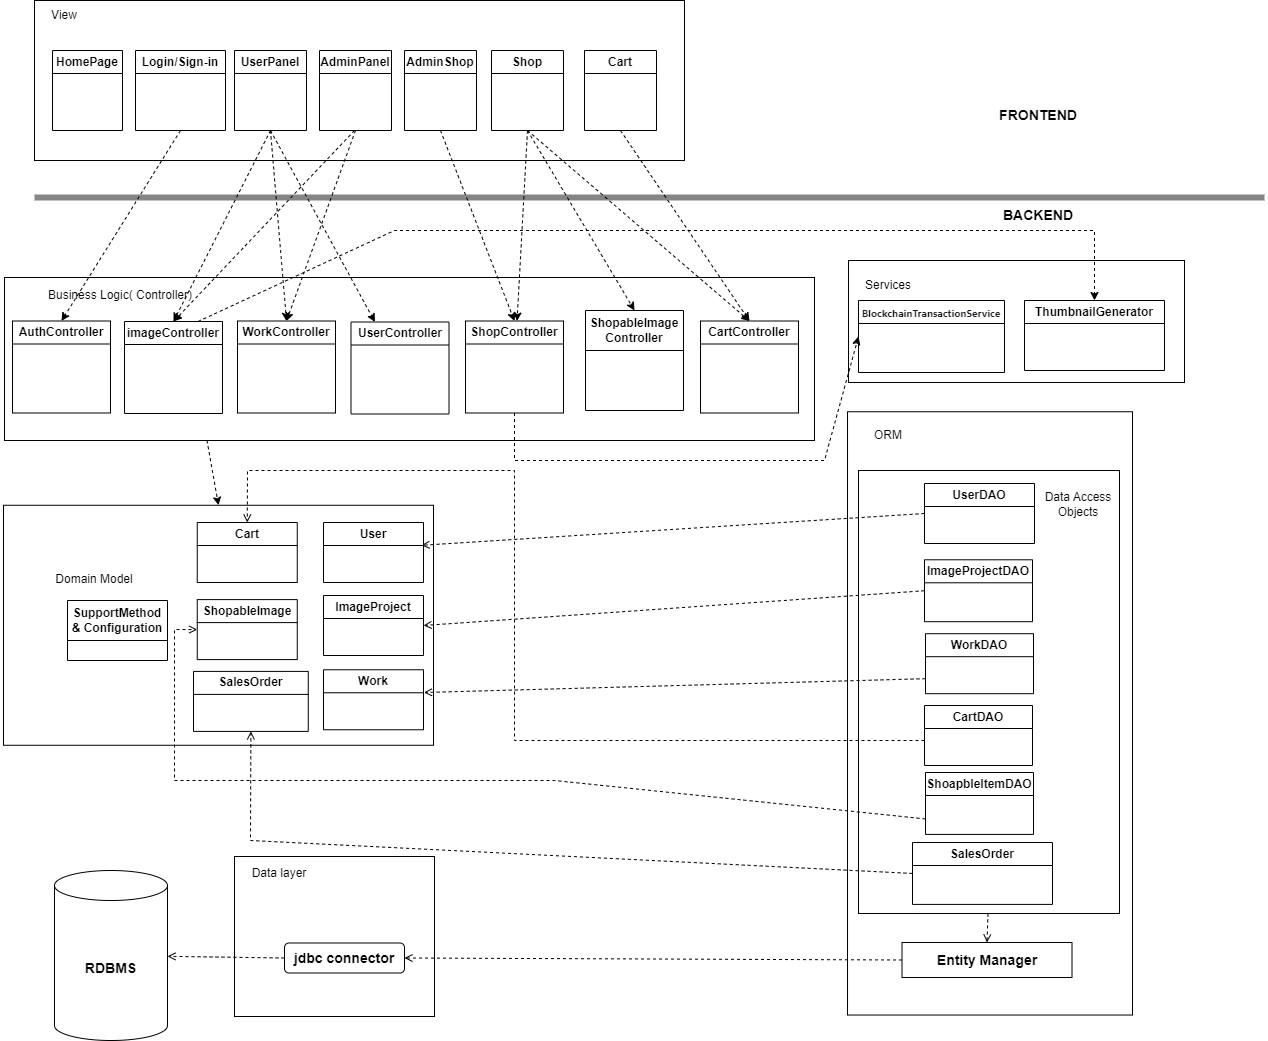 View
HomePage
Login/Sign-in
UserPanel
AdminPanel
AdminShop
Shop
Cart
FRONTEND
BACKEND
Business Logic( Controller)
AuthController
imageController
WorkController
UserController
ShopController
ShopableImage
Controller
CartController
Services
BlockchainTransactionService
ThumbnailGenerator
ORM
Data Access
Objects
UserDAO
ImageProjectDAO
WorkDAO
CartDAO
ShoapbleItemDAO
SalesOrder
Entity Manager
Domain Model
SupportMethod
& Configuration
Cart
User
ShopableImage
ImageProject
SalesOrder
Work
Data layer
jdbc connector
RDBMS